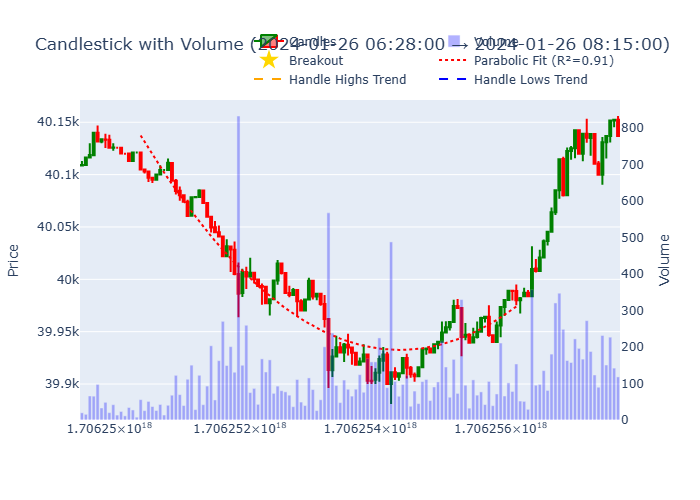 Candlestick with Volume (2024-01-26 06:28:00 → 2024-01-26 08:15:00)
Candles
Volume
Breakout
Parabolic Fit (R²=0.91)
Handle Highs Trend
Handle Lows Trend
40.15k
40.1k
40.05k
40k
39.95k
39.9k
Price
800
700
600
500
400
300
200
100
0
Volume
1.70625×10¹⁸
1.706252×10¹⁸
1.706254×10¹⁸
1.706256×10¹⁸